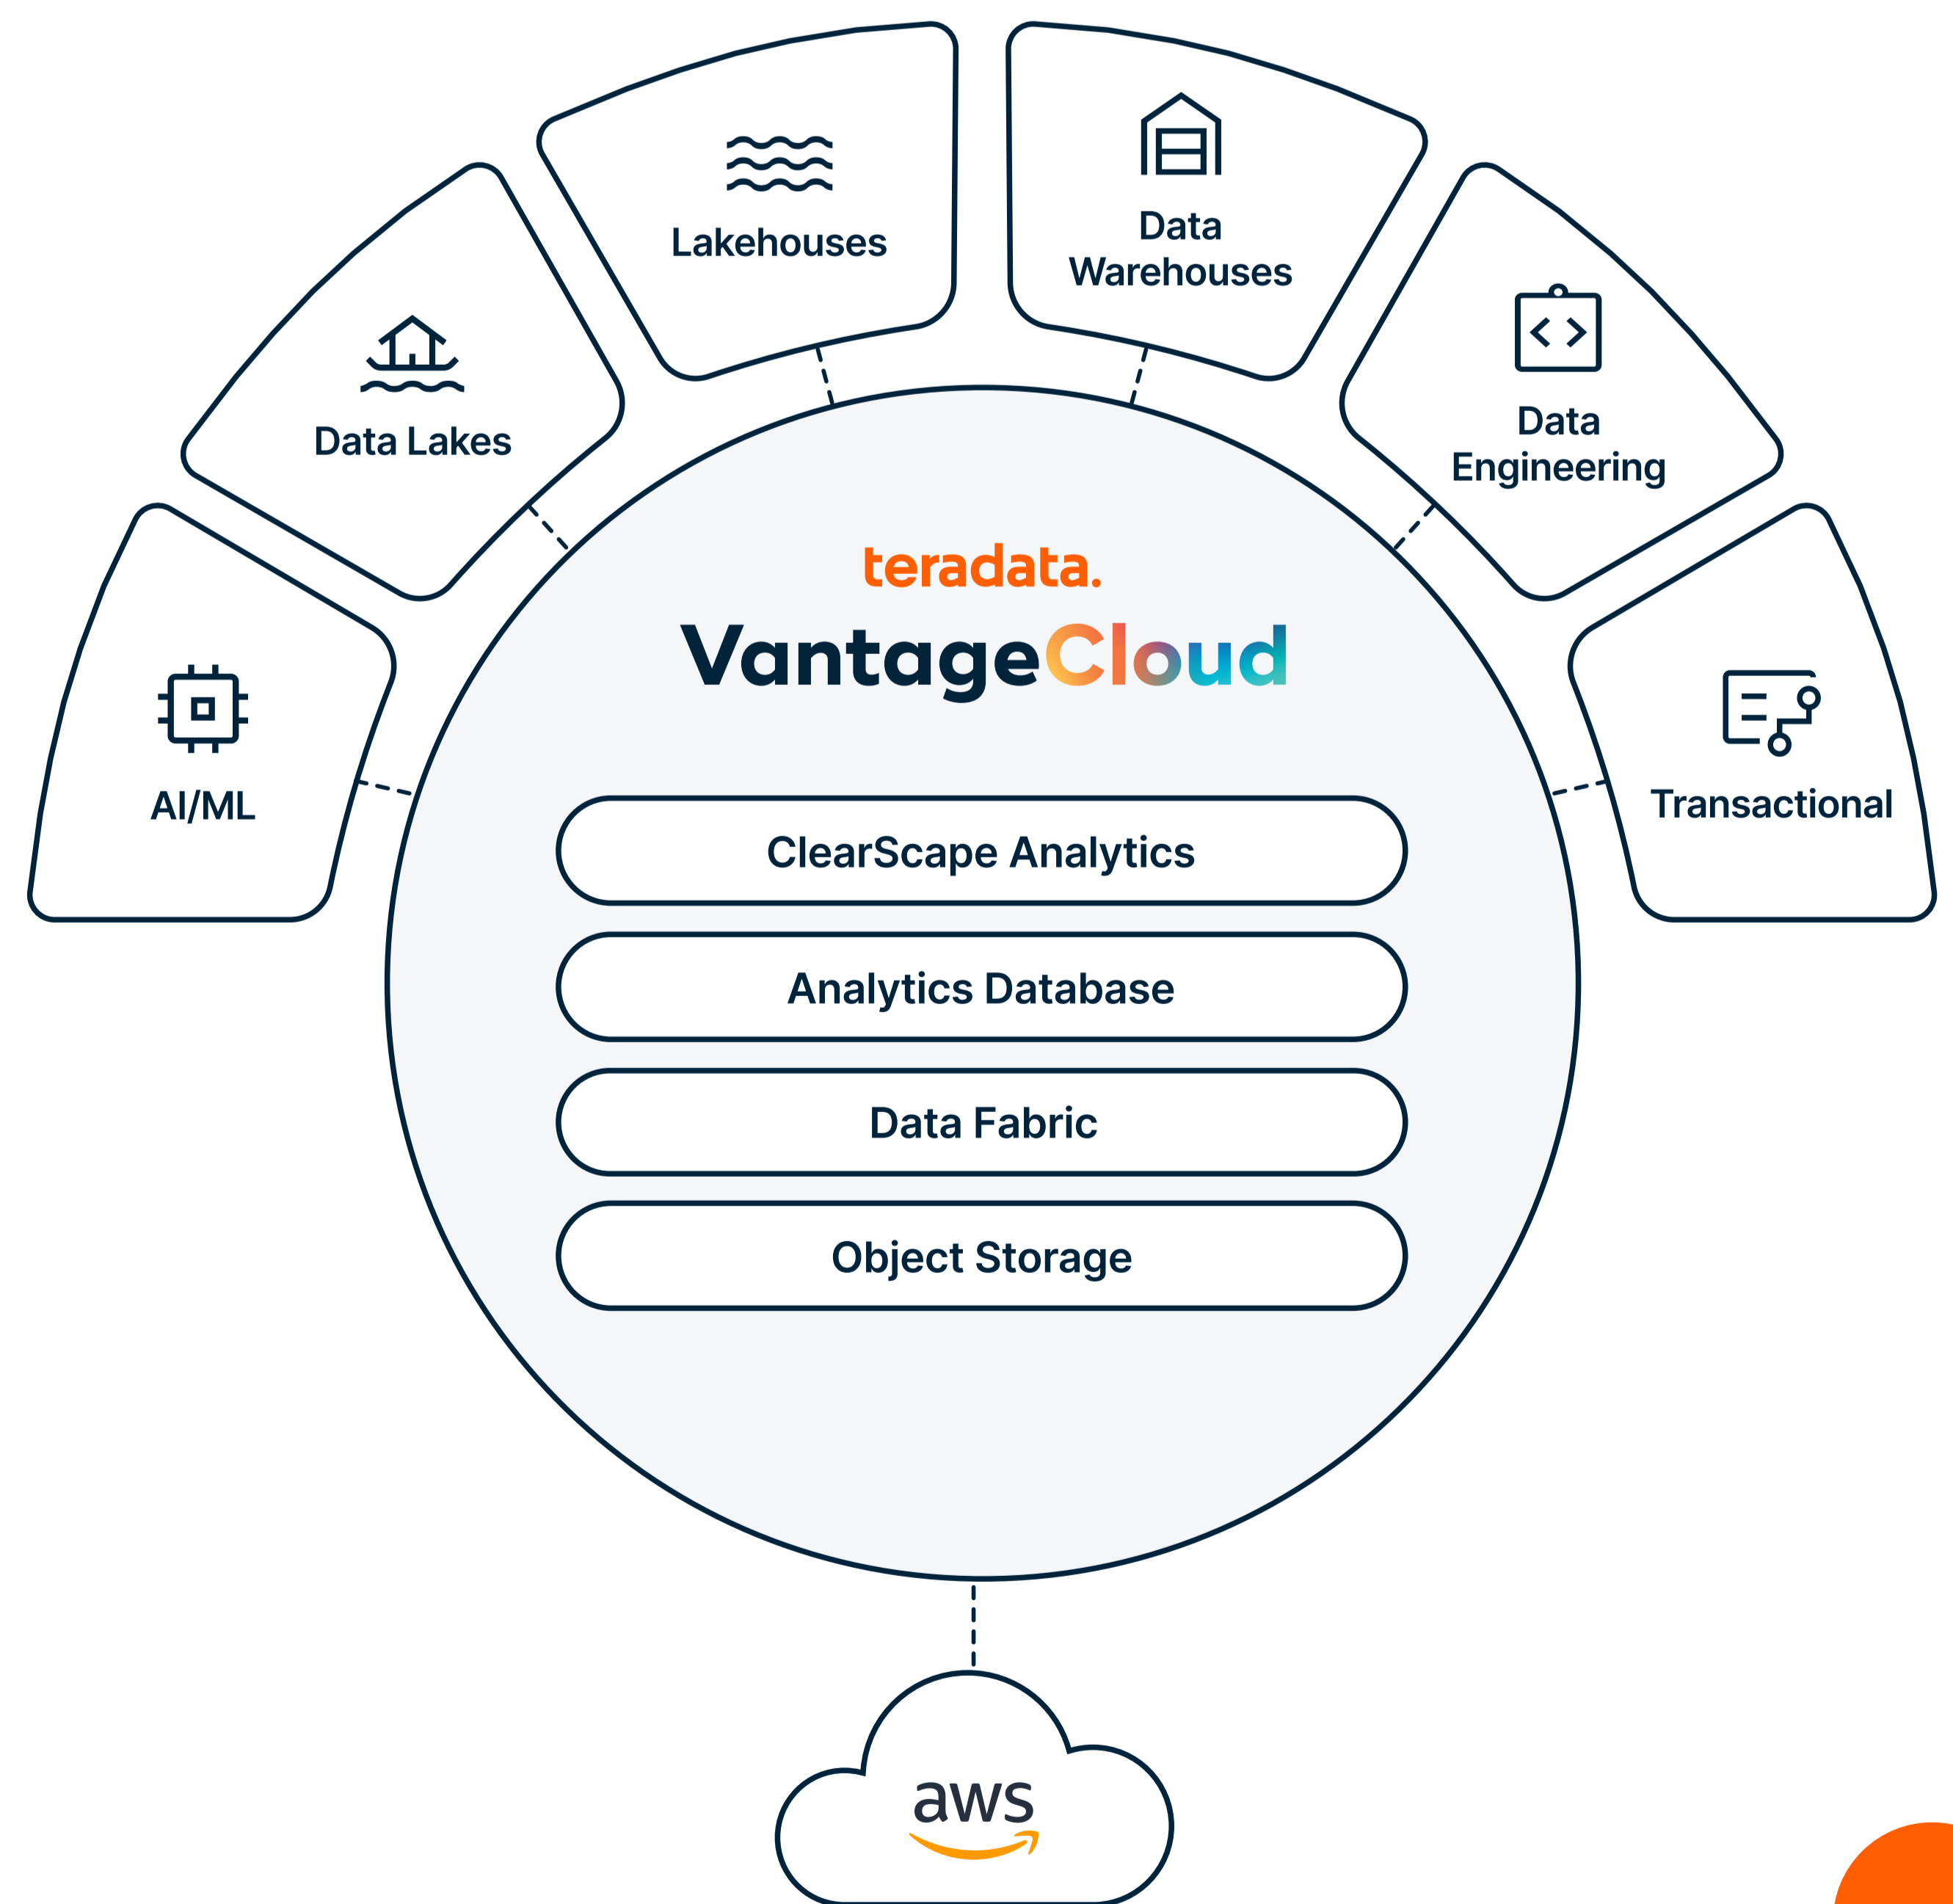 Lakehouses
Data
Warehouses
Data Lakes
Data
Engineering
AI/ML
Transactional
teradata.
VantageCloud
ClearScape Analytics
Analytics Database
Data Fabric
Object Storage
aws